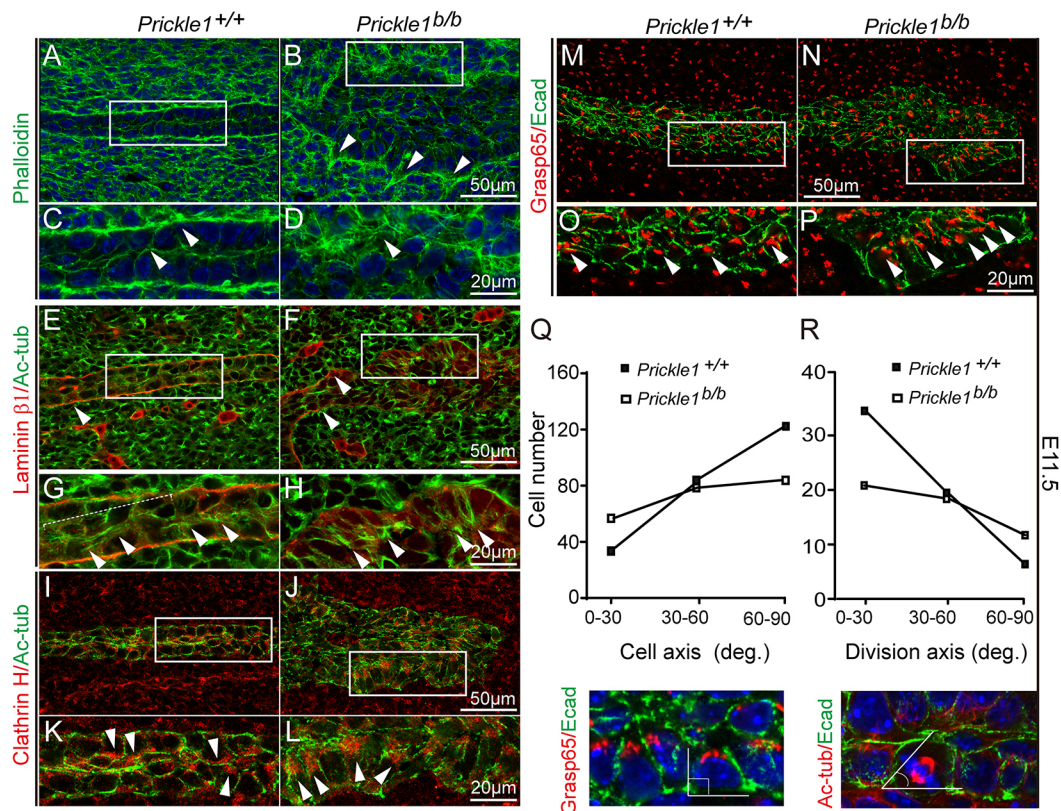 Prickle1+/+ Prickle1b/b Prickle1+/+ Prickle1b/b
A B
Phalloidin
50µm
C D
20µm
E F
Laminin β1/Ac-tub
50µm
G H
20µm
I J
Clathrin H/Ac-tub
50µm
K L
20µm
M N
Grasp65/Ecad
50µm
O P
20µm
Q
Prickle1 +/+
Prickle1b/b
160
120
80
40
0
Cell number
0-30 30-60 60-90
Cell axis (deg.)
R
Prickle1 +/+
Prickle1b/b
40
30
20
10
0
0-30 30-60 60-90
Division axis (deg.)
E11.5
Grasp65/Ecad
Ac-tub/Ecad